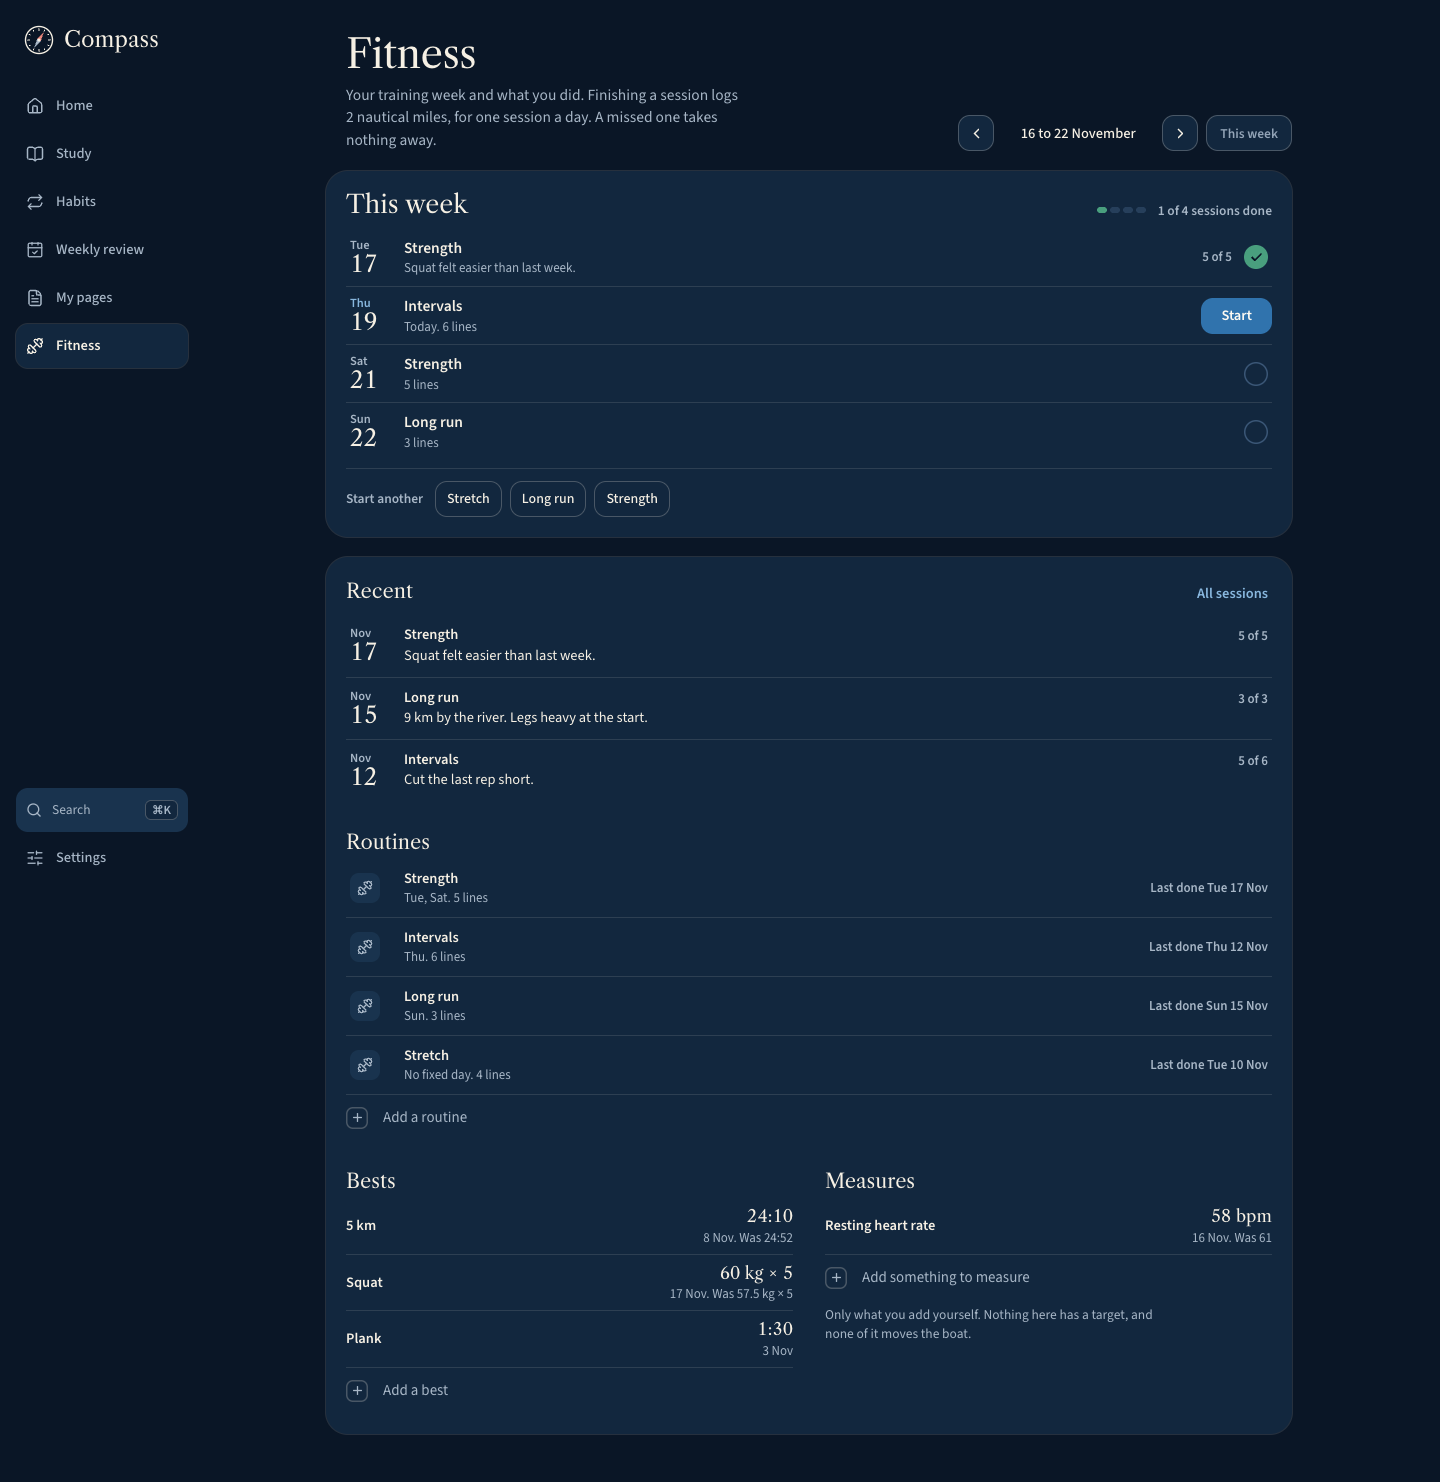 Compass
Home
Study
Habits
Weekly review
My pages
Fitness
Search
⌘K
Settings
Fitness
Your training week and what you did. Finishing a session logs
2 nautical miles, for one session a day. A missed one takes
nothing away.
16 to 22 November
This week
This week
1 of 4 sessions done
Tue
17
Strength
Squat felt easier than last week.
5 of 5
Thu
19
Intervals
Today. 6 lines
Start
Sat
21
Strength
5 lines
Sun
22
Long run
3 lines
Start another
Stretch
Long run
Strength
Recent
All sessions
Nov
17
Strength
Squat felt easier than last week.
5 of 5
Nov
15
Long run
9 km by the river. Legs heavy at the start.
3 of 3
Nov
12
Intervals
Cut the last rep short.
5 of 6
Routines
Strength
Tue, Sat. 5 lines
Last done Tue 17 Nov
Intervals
Thu. 6 lines
Last done Thu 12 Nov
Long run
Sun. 3 lines
Last done Sun 15 Nov
Stretch
No fixed day. 4 lines
Last done Tue 10 Nov
Add a routine
Bests
5 km
24:10
8 Nov. Was 24:52
Squat
60 kg × 5
17 Nov. Was 57.5 kg × 5
Plank
1:30
3 Nov
Add a best
Measures
Resting heart rate
58 bpm
16 Nov. Was 61
Add something to measure
Only what you add yourself. Nothing here has a target, and
none of it moves the boat.